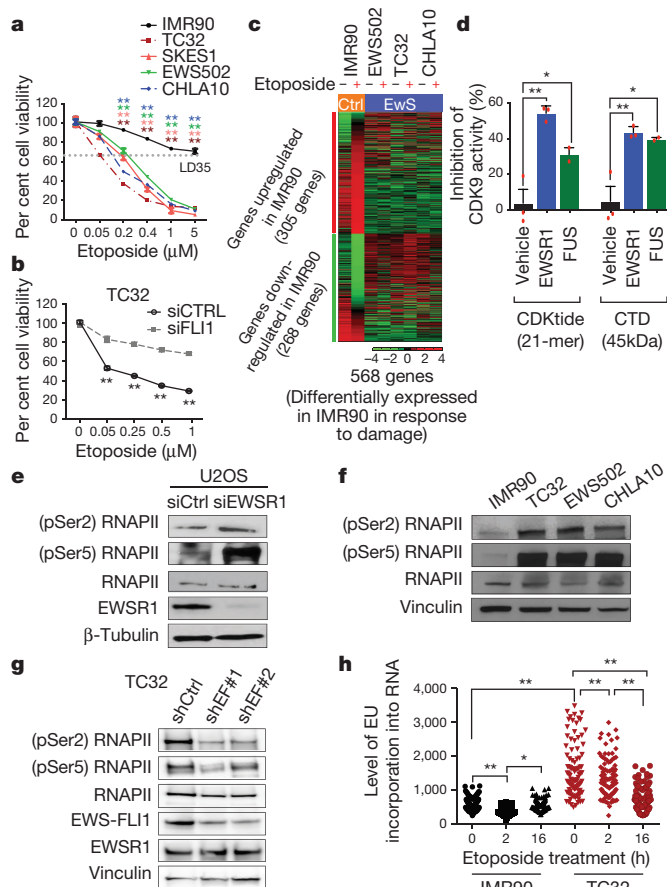 a
IMR90
TC32
SKES1
EWS502
CHLA10
Per cent cell viability
120
100
80
60
40
20
0
** ** ** **
** ** ** **
** ** ** **
** ** ** **
LD35
0 0.05 0.2 0.4 1 5
Etoposide (μM)
b
TC32
siCTRL
siFLI1
Per cent cell viability
120
100
80
60
40
20
0
** ** ** **
0 0.05 0.25 0.5 1
Etoposide (μM)
c
IMR90
EWS502
TC32
CHLA10
Etoposide
– + – + – + – +
Ctrl
EwS
Genes upregulated
in IMR90
(305 genes)
Genes down-
regulated in IMR90
(268 genes)
−4 −2 0 2 4
568 genes
(Differentially expressed
in IMR90 in response
to damage)
d
Inhibition of
CDK9 activity (%)
80
60
40
20
0
*
**
*
**
Vehicle
EWSR1
FUS
Vehicle
EWSR1
FUS
CDKtide
(21-mer)
CTD
(45kDa)
e
U2OS
siCtrl siEWSR1
(pSer2) RNAPII
(pSer5) RNAPII
RNAPII
EWSR1
β-Tubulin
f
IMR90
TC32
EWS502
CHLA10
(pSer2) RNAPII
(pSer5) RNAPII
RNAPII
Vinculin
g
TC32
shCtrl
shEF#1
shEF#2
(pSer2) RNAPII
(pSer5) RNAPII
RNAPII
EWS-FLI1
EWSR1
Vinculin
h
Level of EU
incorporation into RNA
4,000
3,000
2,000
1,000
0
**
**
** **
** *
0 2 16 0 2 16
Etoposide treatment (h)
IMR90 TC32